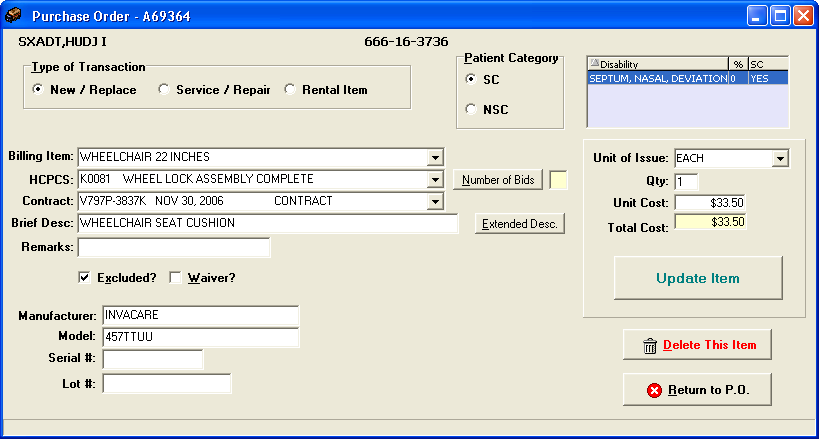 Purchase Order - A69364
SXADT,HUDJ I 666-16-3736
Type of Transaction
New / Replace Service / Repair Rental Item
Patient Category
SC
NSC
Disability % SC
SEPTUM, NASAL, DEVIATION 0 YES
Billing Item: WHEELCHAIR 22 INCHES
HCPCS: K0081 WHEEL LOCK ASSEMBLY COMPLETE
Number of Bids
Contract: V797P-3837K NOV 30, 2006 CONTRACT
Brief Desc: WHEELCHAIR SEAT CUSHION
Extended Desc.
Remarks:
Excluded? Waiver?
Unit of Issue: EACH
Qty: 1
Unit Cost: $33.50
Total Cost: $33.50
Update Item
Manufacturer: INVACARE
Model: 457TTUU
Serial #:
Lot #:
Delete This Item
Return to P.O.